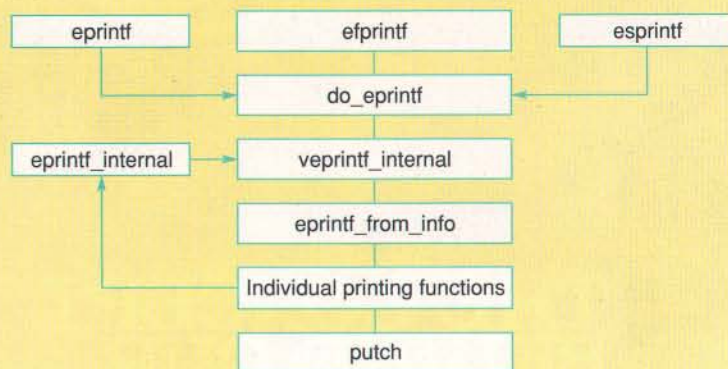 eprintf
efprintf
esprintf
do_eprintf
eprintf_internal
veprintf_internal
eprintf_from_info
Individual printing functions
putch